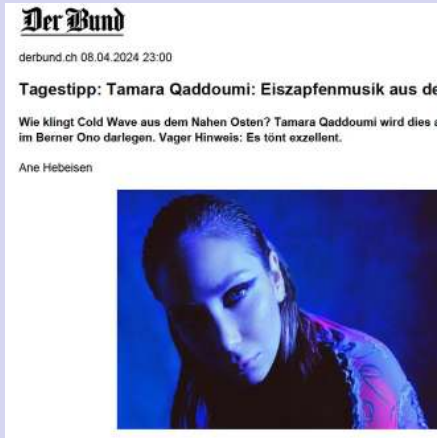 Der Bund
derbund.ch 08.04.2024 23:00
Tagestipp: Tamara Qaddoumi: Eiszapfenmusik aus de
Wie klingt Cold Wave aus dem Nahen Osten? Tamara Qaddoumi wird dies a
im Berner Ono darlegen. Vager Hinweis: Es tönt exzellent.
Ane Hebeisen